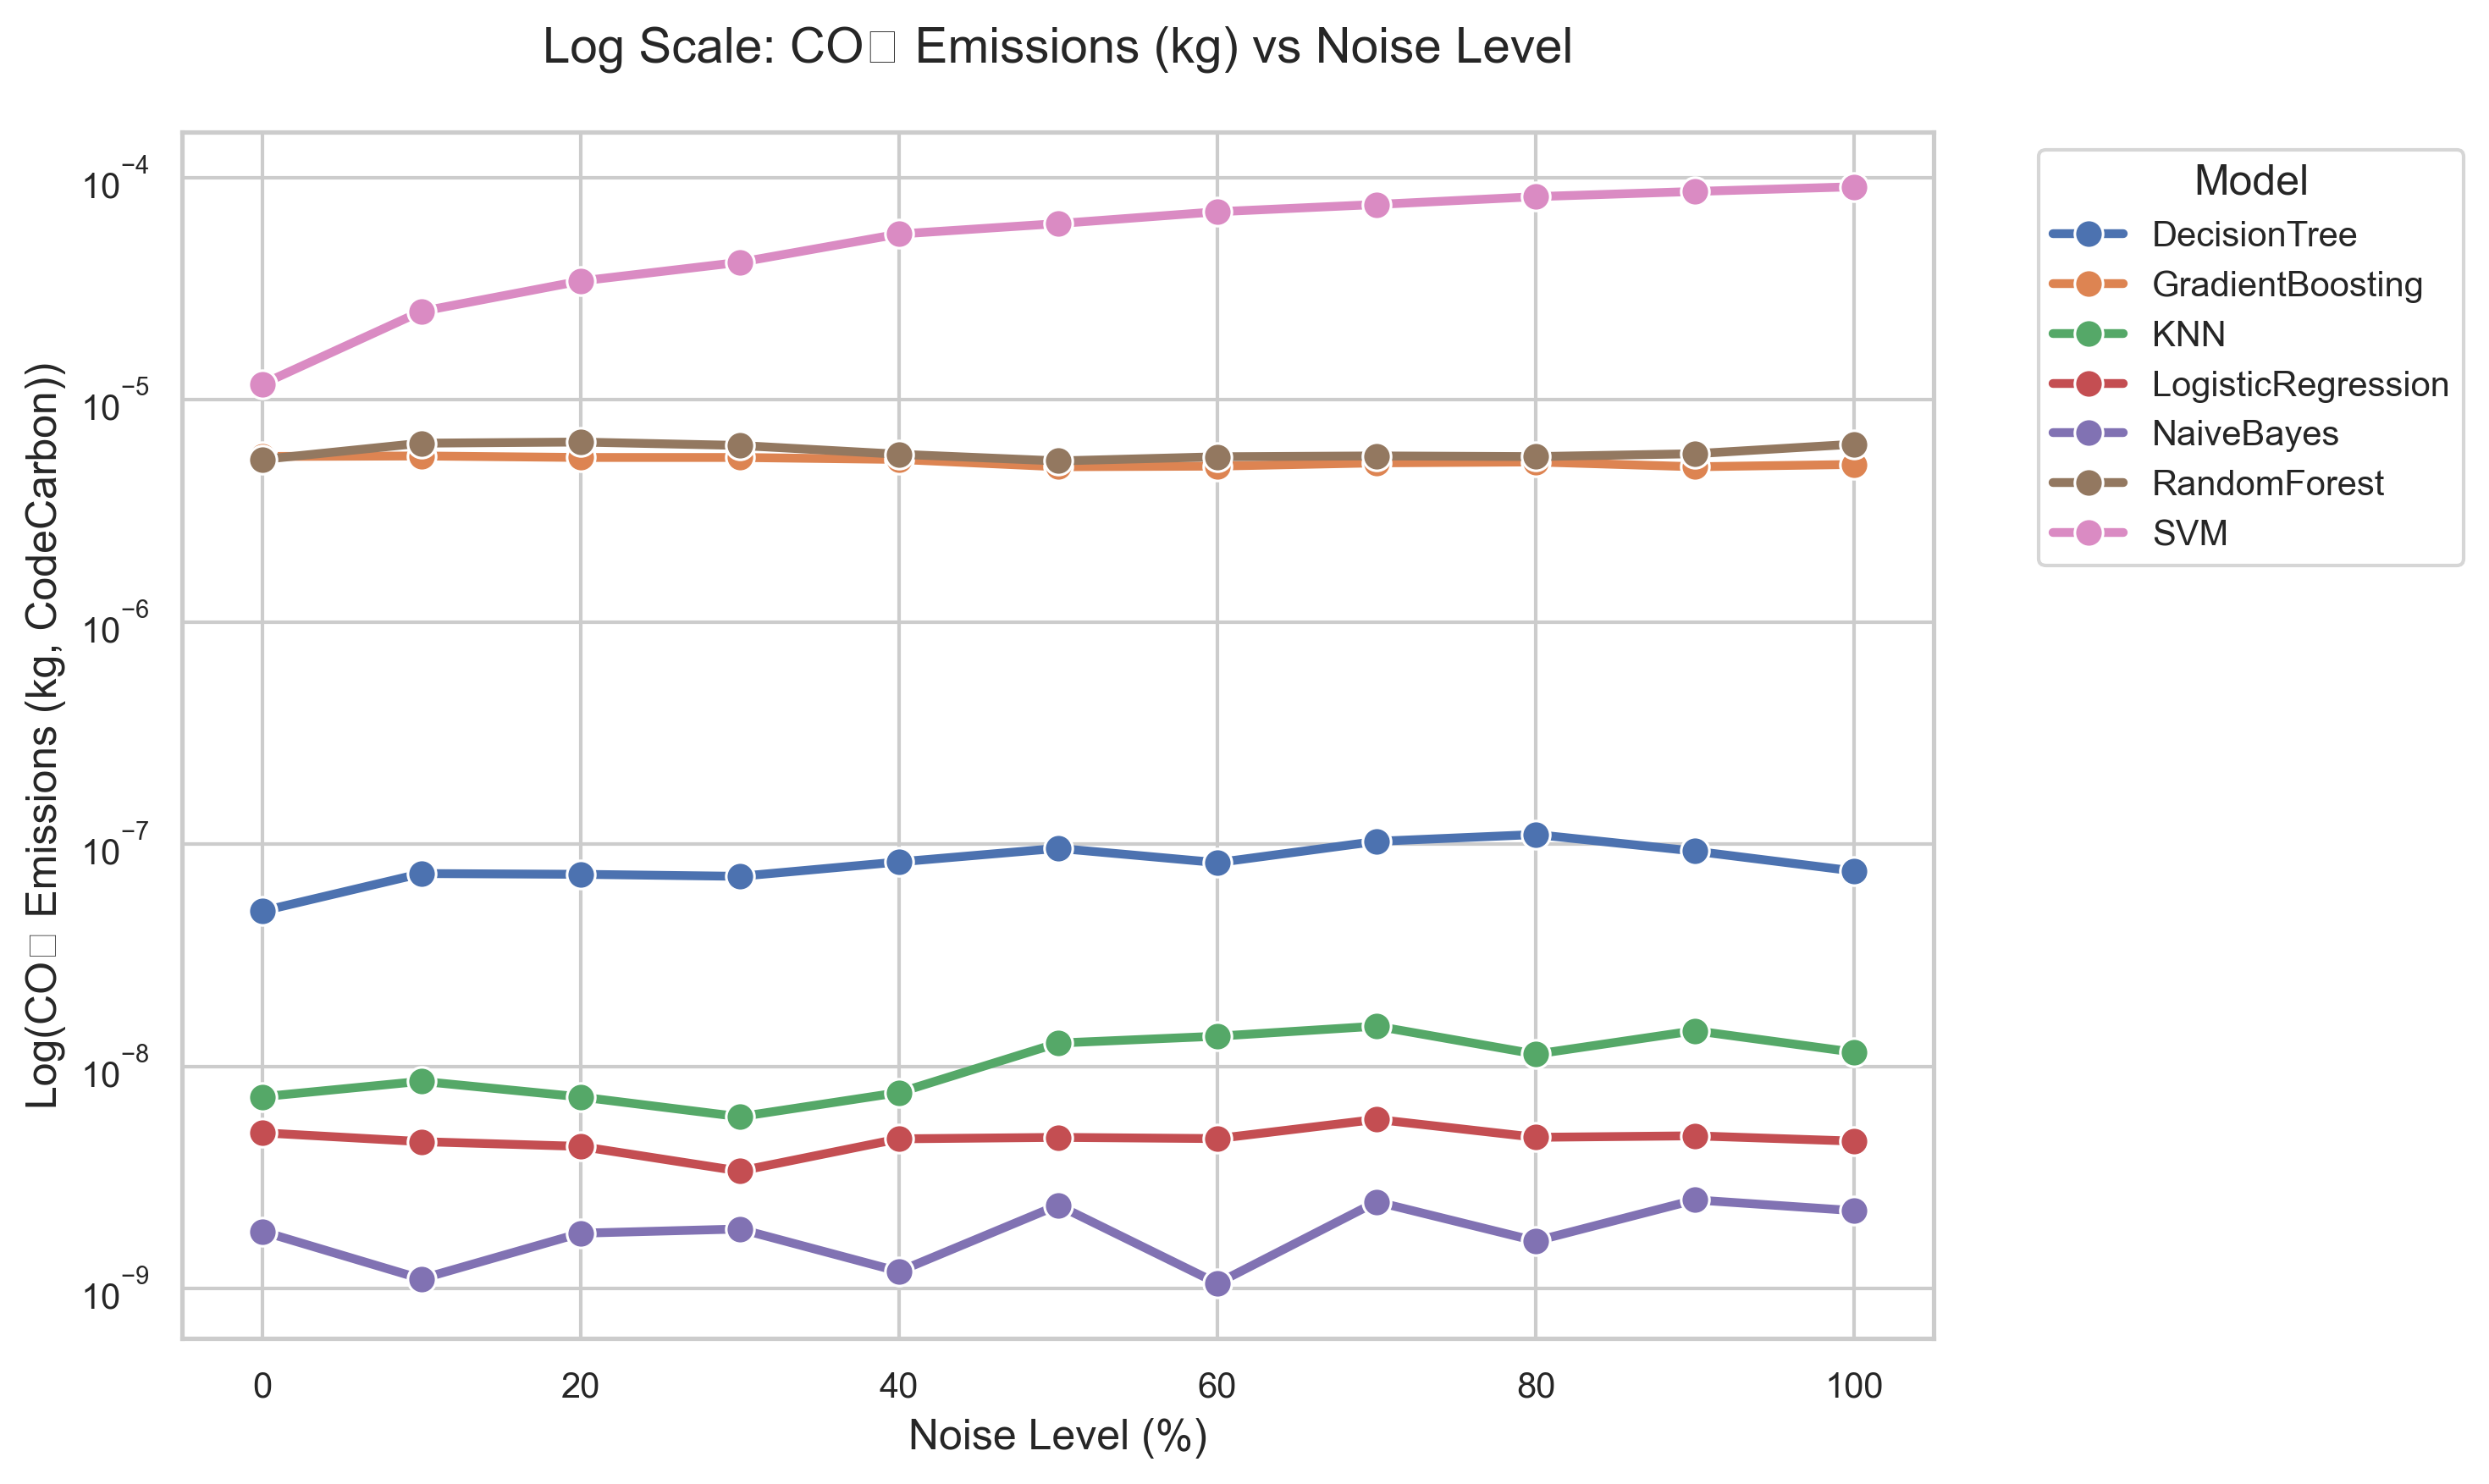 Log Scale: CO□ Emissions (kg) vs Noise Level
Log(CO□ Emissions (kg, CodeCarbon))
10⁻⁴
10⁻⁵
10⁻⁶
10⁻⁷
10⁻⁸
10⁻⁹
0 20 40 60 80 100
Noise Level (%)
Model
DecisionTree
GradientBoosting
KNN
LogisticRegression
NaiveBayes
RandomForest
SVM